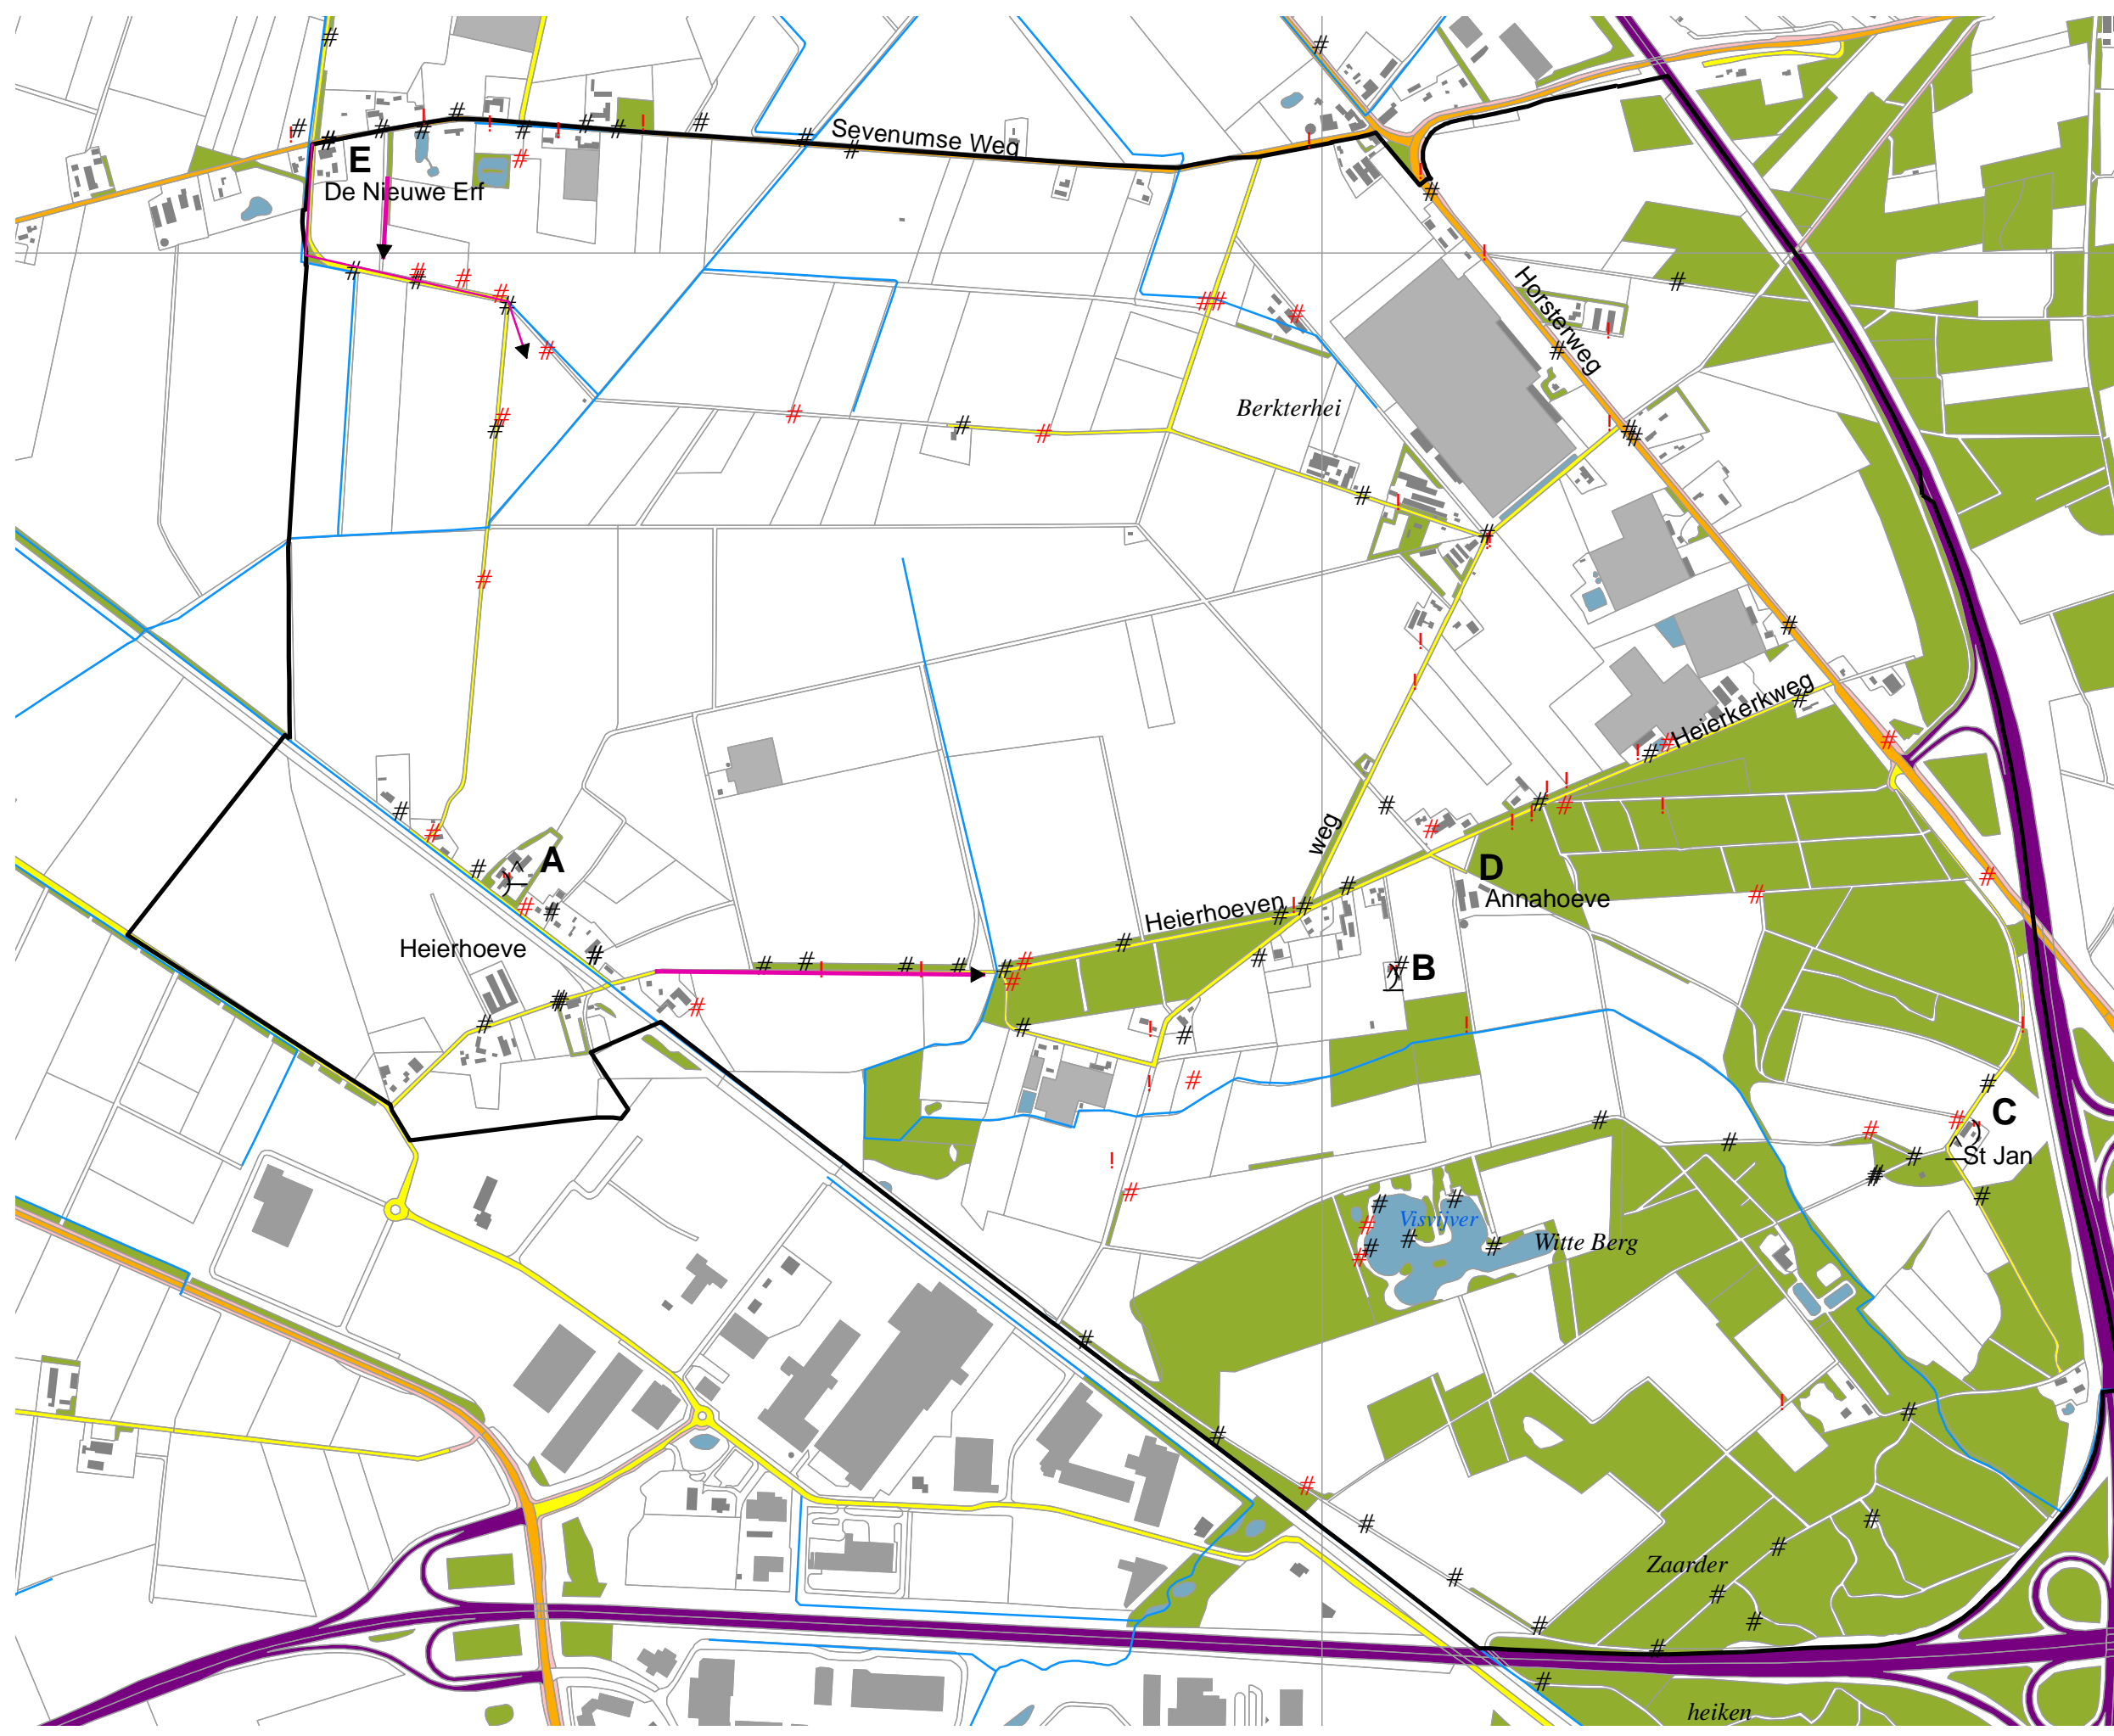 Sevenumse Weg
E
De Nieuwe Erf
Horsterweg
Berkterhei
Heierkerkweg
weg
A
D
Annahoeve
Heierhoeven
Heierhoeve
B
C
St Jan
Visvijver
Witte Berg
Zaarder
heiken